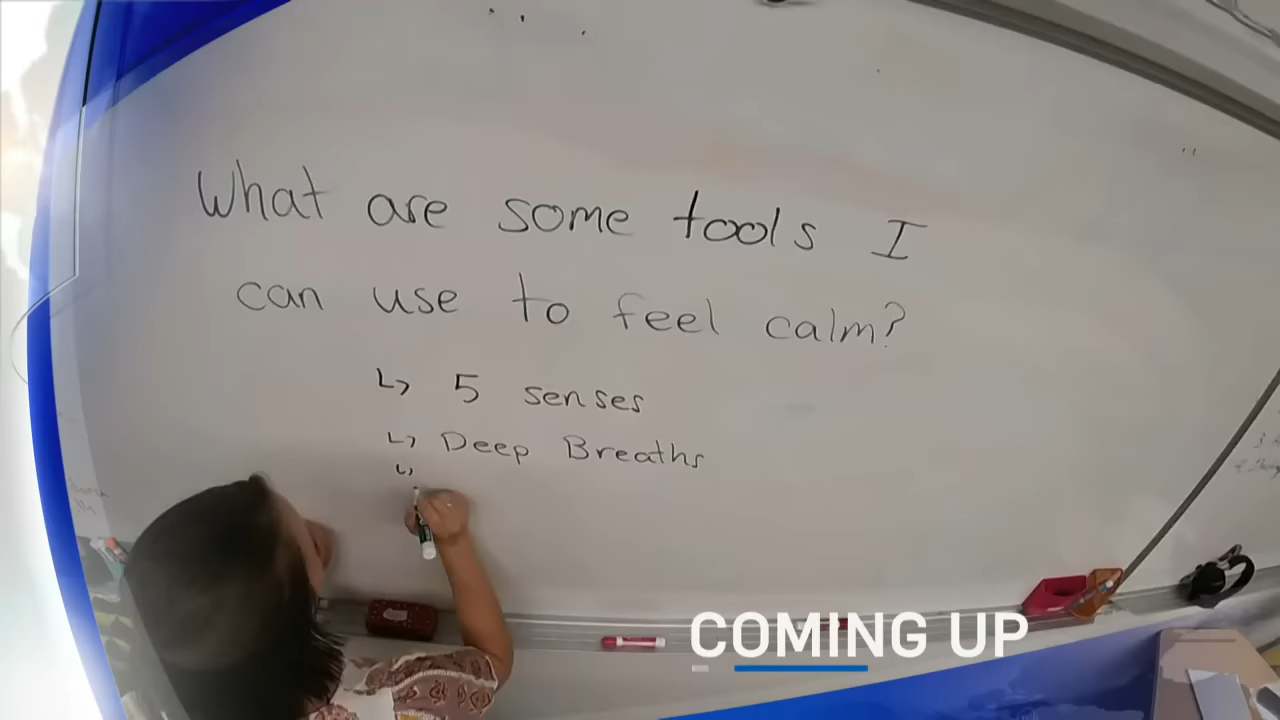 What are some tools I
can use to feel calm?
↳ 5 senses
↳ Deep Breaths
↳
COMING UP